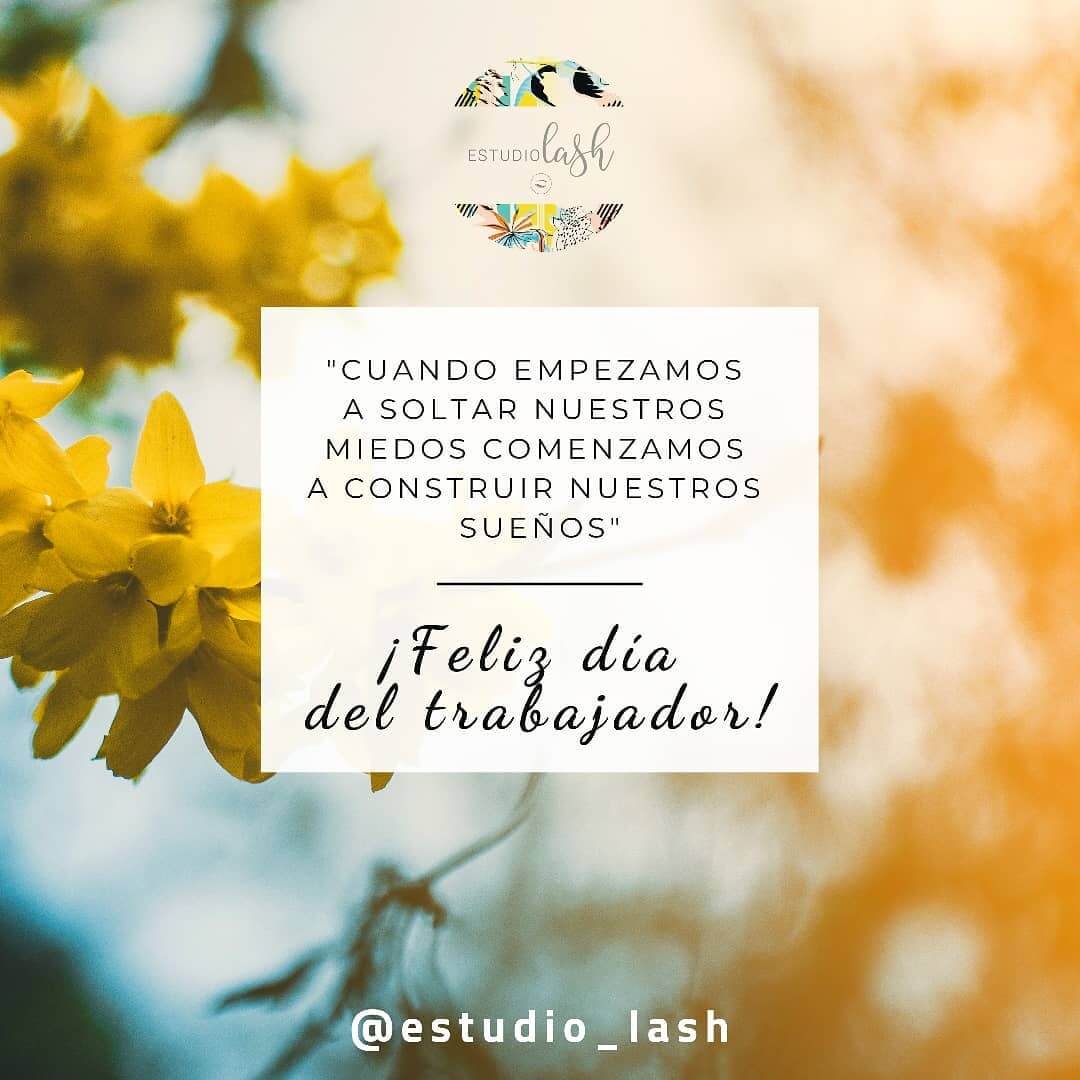 ESTUDIO lash
"CUANDO EMPEZAMOS
A SOLTAR NUESTROS
MIEDOS COMENZAMOS
A CONSTRUIR NUESTROS
SUEÑOS"
¡Feliz día
del trabajador!
@estudio_lash